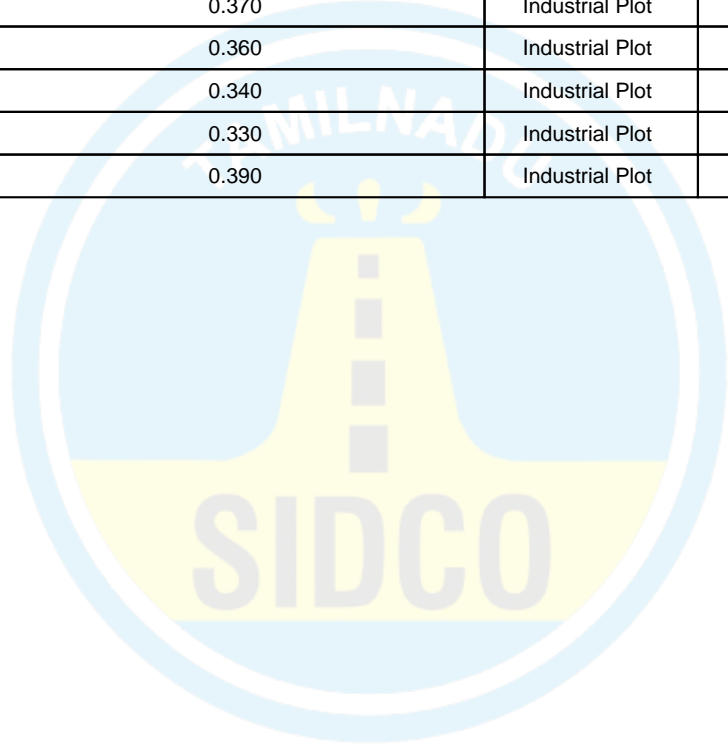 0.370 Industrial Plot
0.360 Industrial Plot
0.340 Industrial Plot
0.330 Industrial Plot
0.390 Industrial Plot
TAMILNADU
SIDCO